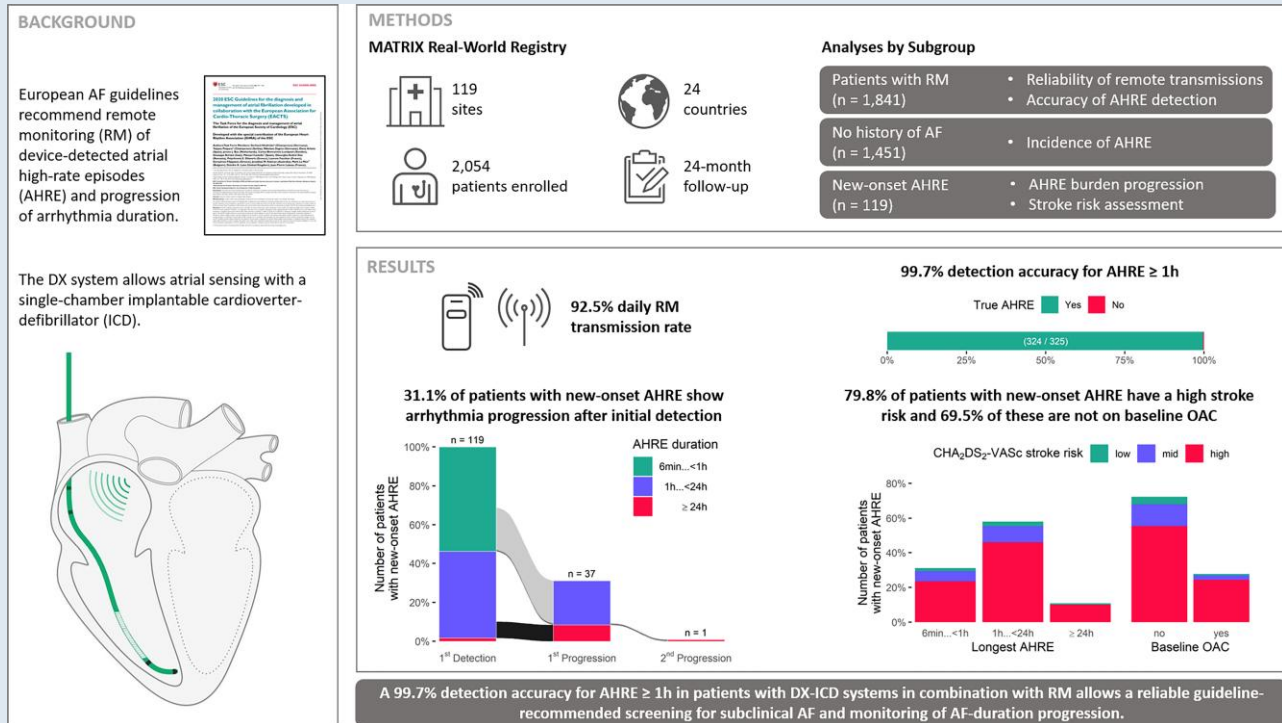 BACKGROUND
European AF guidelines
recommend remote
monitoring (RM) of
device-detected atrial
high-rate episodes
(AHRE) and progression
of arrhythmia duration.
2020 ESC Guidelines for the diagnosis and
management of atrial fibrillation developed in
collaboration with the European Association for
Cardio-Thoracic Surgery (EACTS)
The DX system allows atrial sensing with a
single-chamber implantable cardioverter-
defibrillator (ICD).
METHODS
MATRIX Real-World Registry
119
sites
24
countries
2,054
patients enrolled
24-month
follow-up
Analyses by Subgroup
Patients with RM
(n = 1,841)
• Reliability of remote transmissions
• Accuracy of AHRE detection
No history of AF
(n = 1,451)
• Incidence of AHRE
New-onset AHRE
(n = 119)
• AHRE burden progression
• Stroke risk assessment
RESULTS
92.5% daily RM
transmission rate
99.7% detection accuracy for AHRE ≥ 1h
True AHRE Yes No
(324 / 325)
0% 25% 50% 75% 100%
31.1% of patients with new-onset AHRE show
arrhythmia progression after initial detection
Number of patients
with new-onset AHRE
100%
80%
60%
40%
20%
0%
n = 119
n = 37
n = 1
AHRE duration
6min...<1h
1h...<24h
≥ 24h
1st Detection 1st Progression 2nd Progression
79.8% of patients with new-onset AHRE have a high stroke
risk and 69.5% of these are not on baseline OAC
CHA₂DS₂-VASc stroke risk low mid high
Number of patients
with new-onset AHRE
80%
60%
40%
20%
0%
6min...<1h 1h...<24h ≥ 24h no yes
Longest AHRE Baseline OAC
A 99.7% detection accuracy for AHRE ≥ 1h in patients with DX-ICD systems in combination with RM allows a reliable guideline-
recommended screening for subclinical AF and monitoring of AF-duration progression.